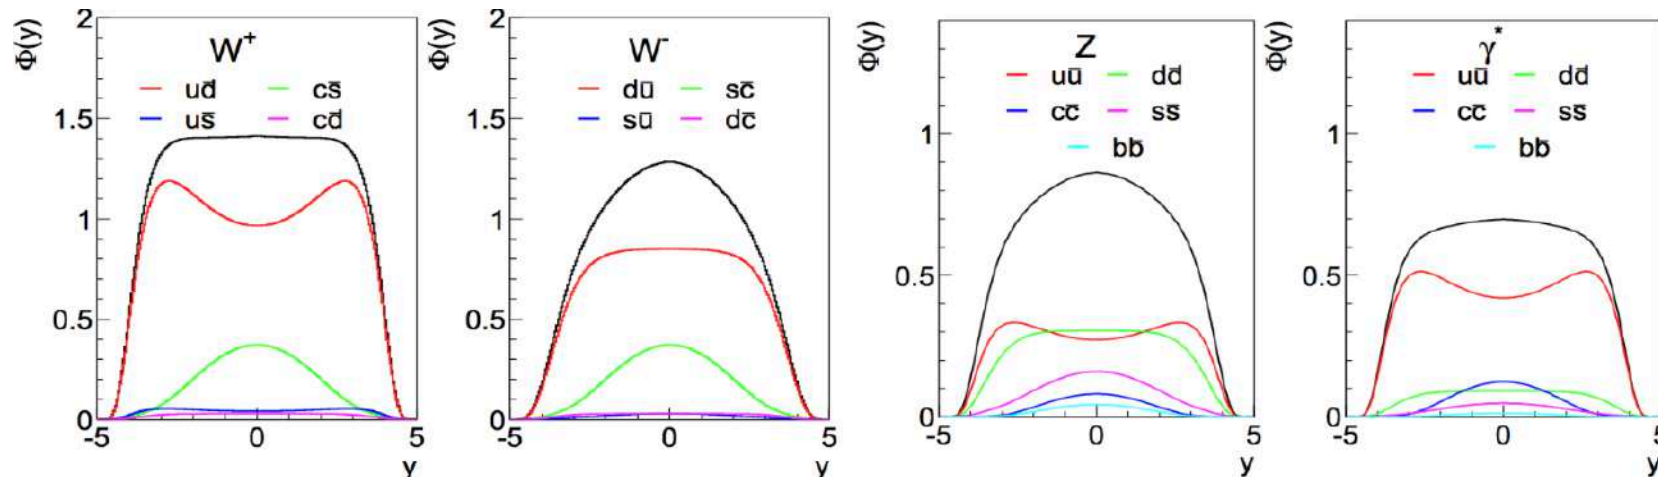 Φ(y)
2
1.5
1
0.5
0
W⁺
ud̄ cs̄
us̄ cd̄
-5 0 5
y
Φ(y)
2
1.5
1
0.5
0
W⁻
dū sc̄
sū dc̄
-5 0 5
y
Φ(y)
1
0.5
0
Z
uū dd̄
cc̄ ss̄
bb̄
-5 0 5
y
Φ(y)
1
0.5
0
γ*
uū dd̄
cc̄ ss̄
bb̄
-5 0 5
y